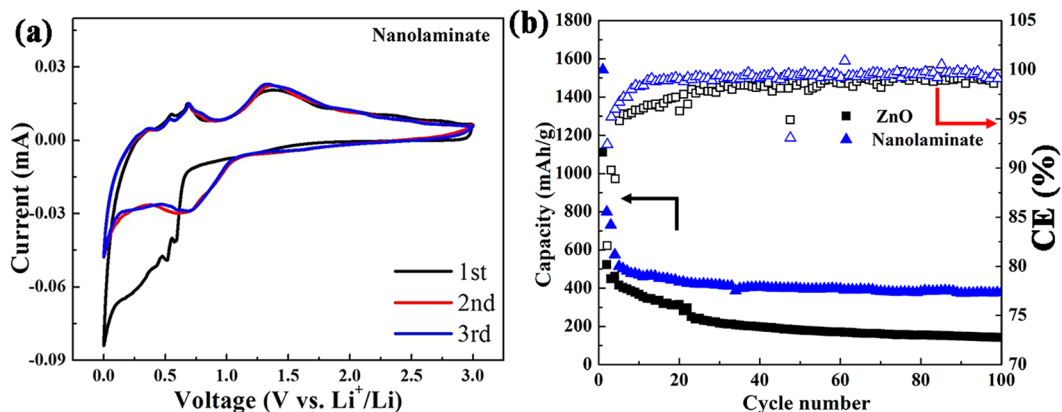 (a)
Nanolaminate
0.03
0.00
-0.03
-0.06
-0.09
Current (mA)
1st
2nd
3rd
0.0 0.5 1.0 1.5 2.0 2.5 3.0
Voltage (V vs. Li⁺/Li)
(b)
1800
1600
1400
1200
1000
800
600
400
200
0
Capacity (mAh/g)
ZnO
Nanolaminate
105
100
95
90
85
80
75
70
CE (%)
0 20 40 60 80 100
Cycle number